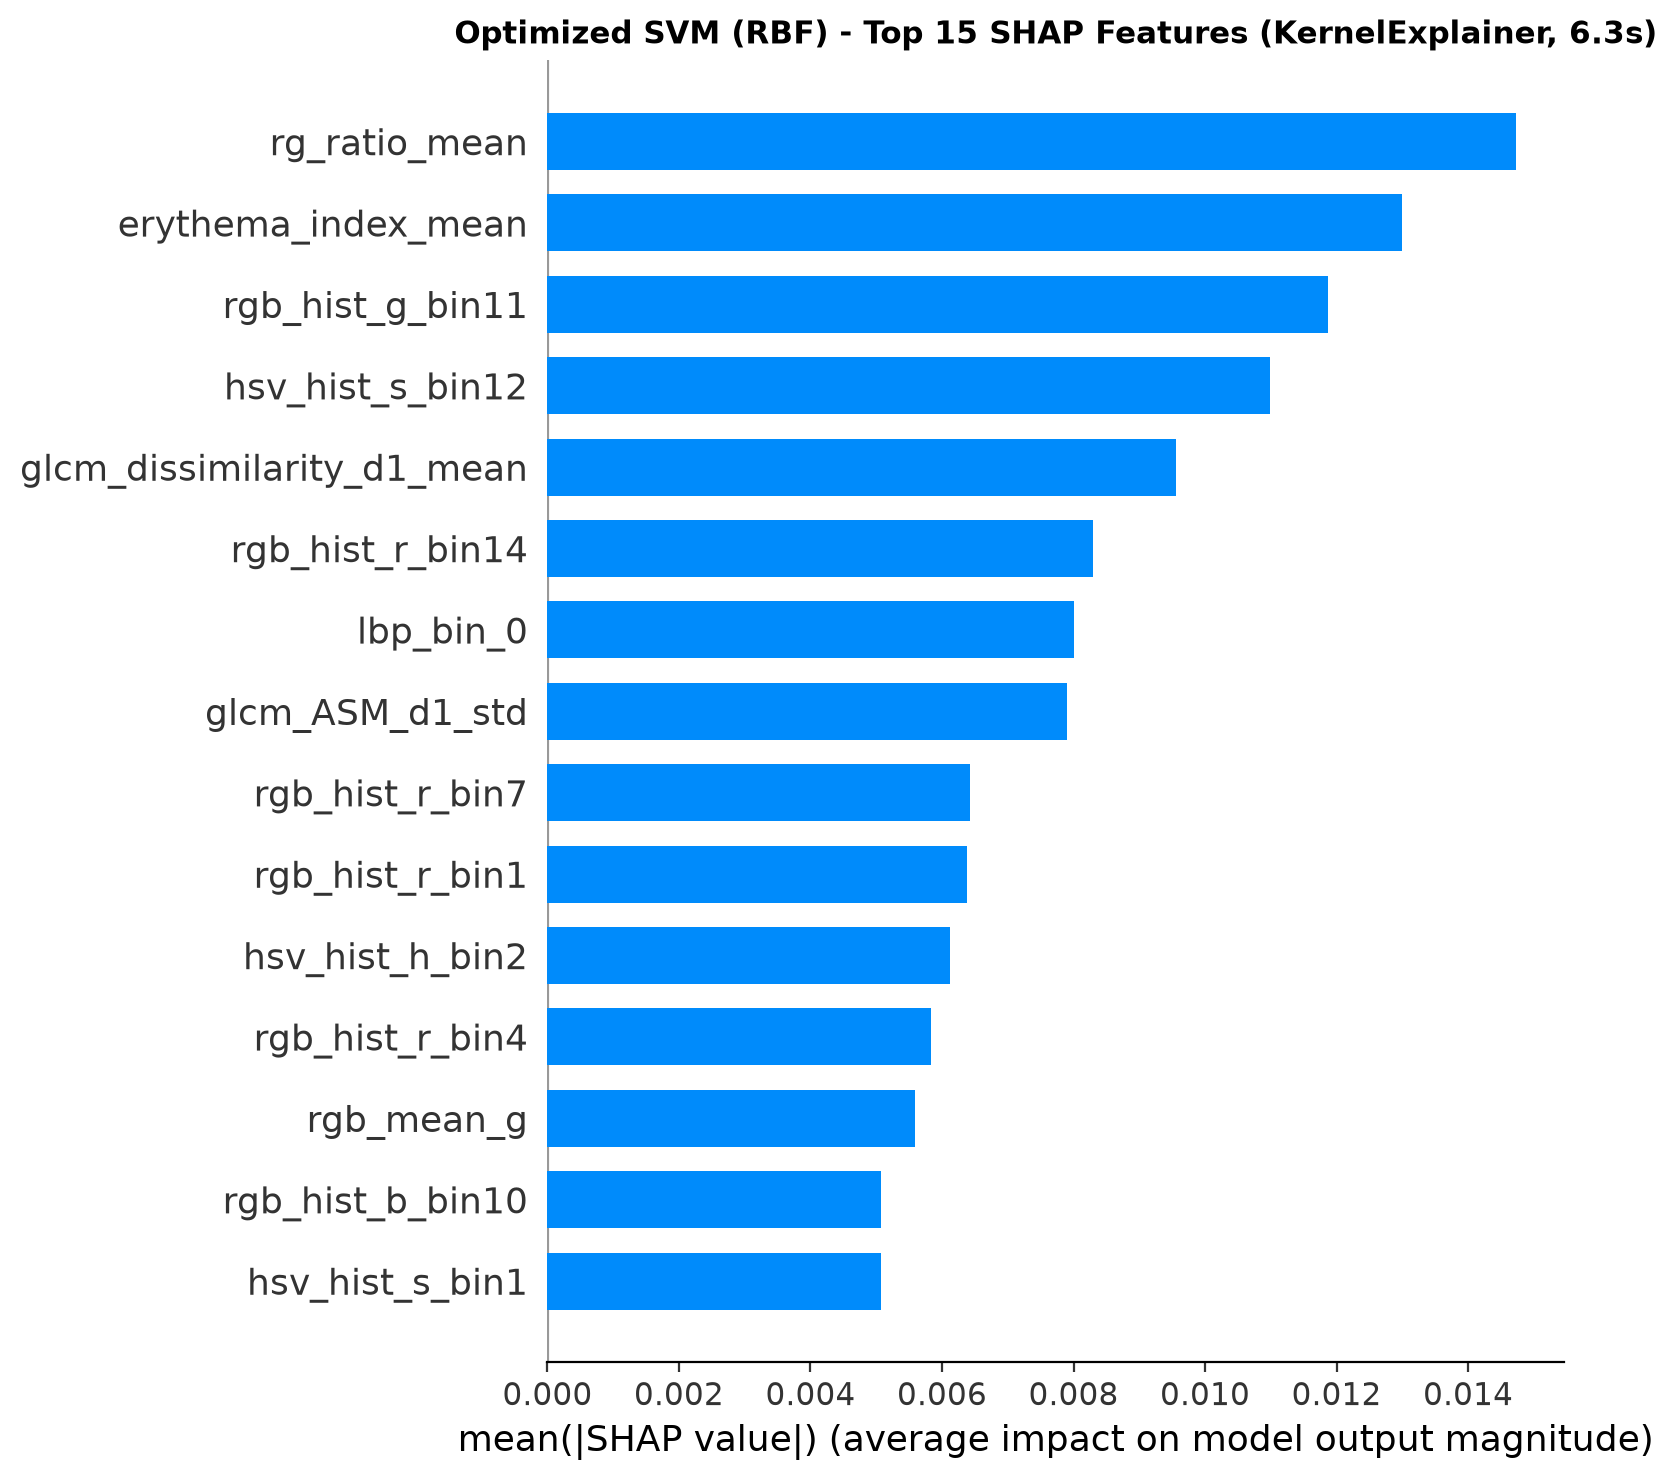 Optimized SVM (RBF) - Top 15 SHAP Features (KernelExplainer, 6.3s)
rg_ratio_mean
erythema_index_mean
rgb_hist_g_bin11
hsv_hist_s_bin12
glcm_dissimilarity_d1_mean
rgb_hist_r_bin14
lbp_bin_0
glcm_ASM_d1_std
rgb_hist_r_bin7
rgb_hist_r_bin1
hsv_hist_h_bin2
rgb_hist_r_bin4
rgb_mean_g
rgb_hist_b_bin10
hsv_hist_s_bin1
0.000 0.002 0.004 0.006 0.008 0.010 0.012 0.014
mean(|SHAP value|) (average impact on model output magnitude)